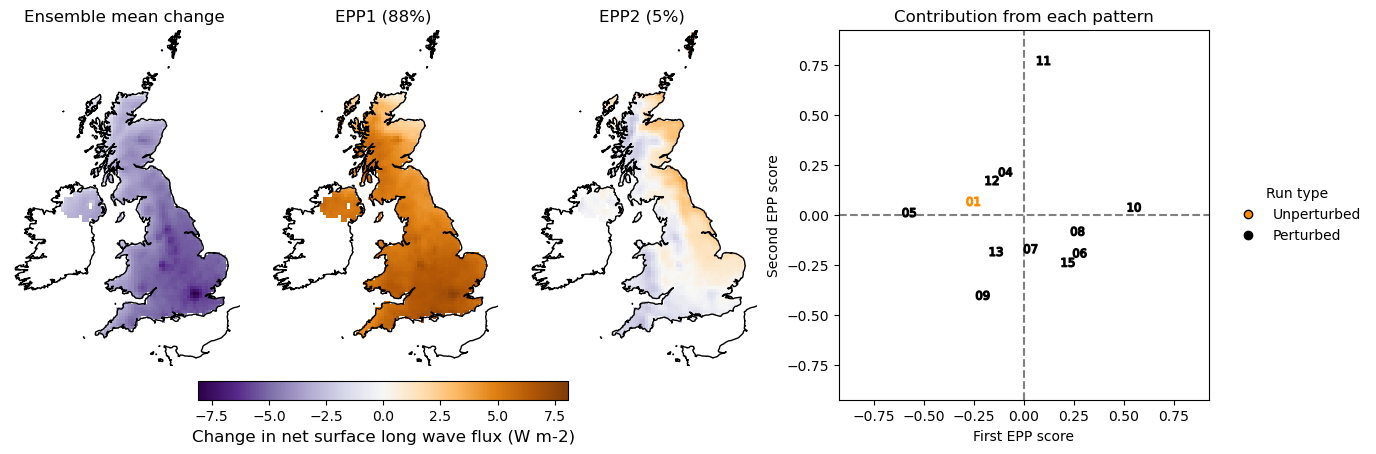 Ensemble mean change
EPP1 (88%)
EPP2 (5%)
Contribution from each pattern
−7.5 −5.0 −2.5 0.0 2.5 5.0 7.5
Change in net surface long wave flux (W m-2)
Second EPP score
0.75
0.50
0.25
0.00
−0.25
−0.50
−0.75
11
04
12
01
05
10
08
13
07
06
15
09
−0.75 −0.50 −0.25 0.00 0.25 0.50 0.75
First EPP score
Run type
Unperturbed
Perturbed